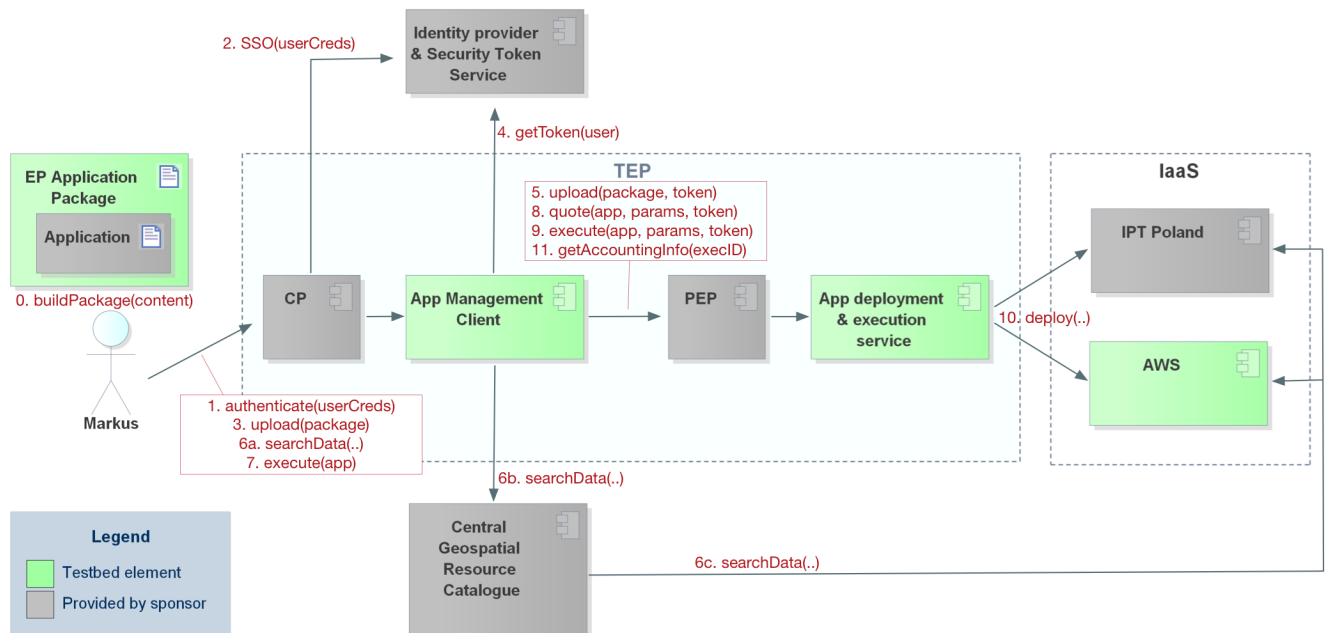 Identity provider
& Security Token
Service
2. SSO(userCreds)
4. getToken(user)
EP Application
Package
Application
0. buildPackage(content)
Markus
TEP
5. upload(package, token)
8. quote(app, params, token)
9. execute(app, params, token)
11. getAccountingInfo(execID)
CP
App Management
Client
PEP
App deployment
& execution
service
IaaS
IPT Poland
10. deploy(..)
AWS
1. authenticate(userCreds)
3. upload(package)
6a. searchData(..)
7. execute(app)
6b. searchData(..)
Central
Geospatial
Resource
Catalogue
6c. searchData(..)
Legend
Testbed element
Provided by sponsor